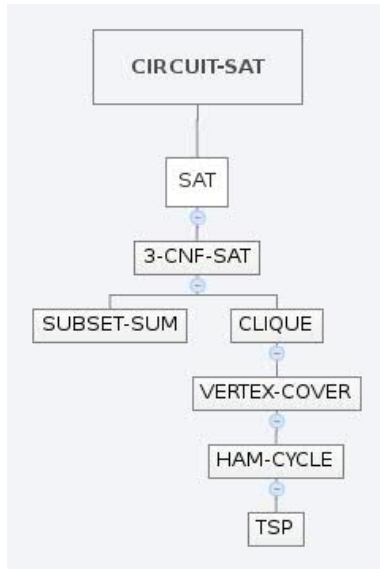 CIRCUIT-SAT
SAT
3-CNF-SAT
SUBSET-SUM
CLIQUE
VERTEX-COVER
HAM-CYCLE
TSP